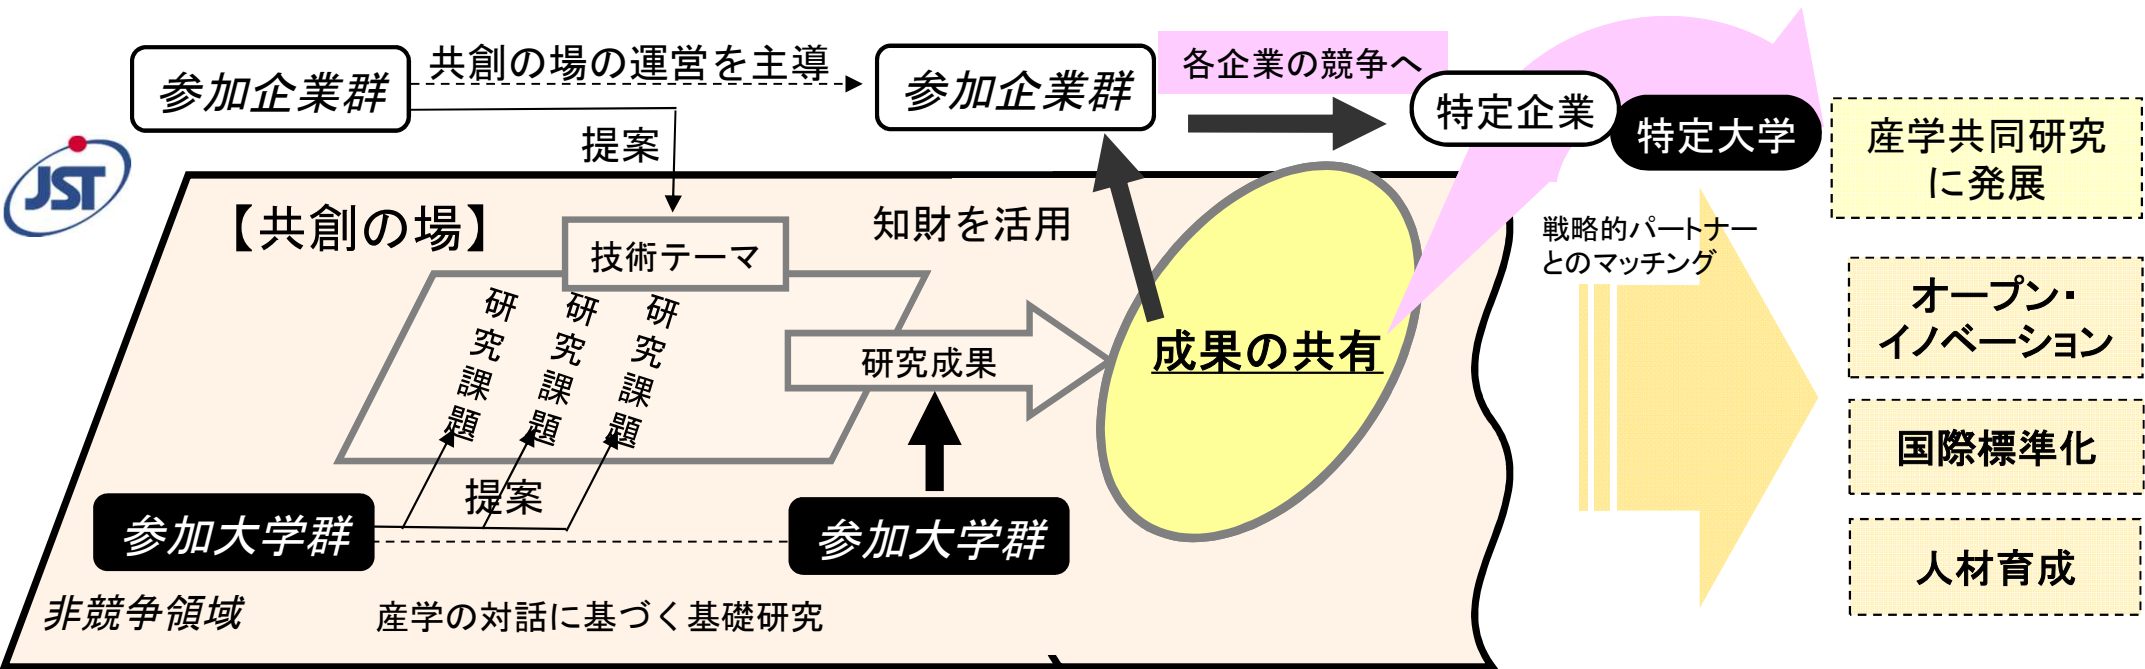 参加企業群
共創の場の運営を主導
参加企業群
各企業の競争へ
特定企業
特定大学
産学共同研究
に発展
提案
JST
【共創の場】
技術テーマ
知財を活用
戦略的パートナー
とのマッチング
研究課題
研究課題
研究課題
研究成果
成果の共有
オープン・
イノベーション
国際標準化
人材育成
提案
参加大学群
参加大学群
非競争領域
産学の対話に基づく基礎研究